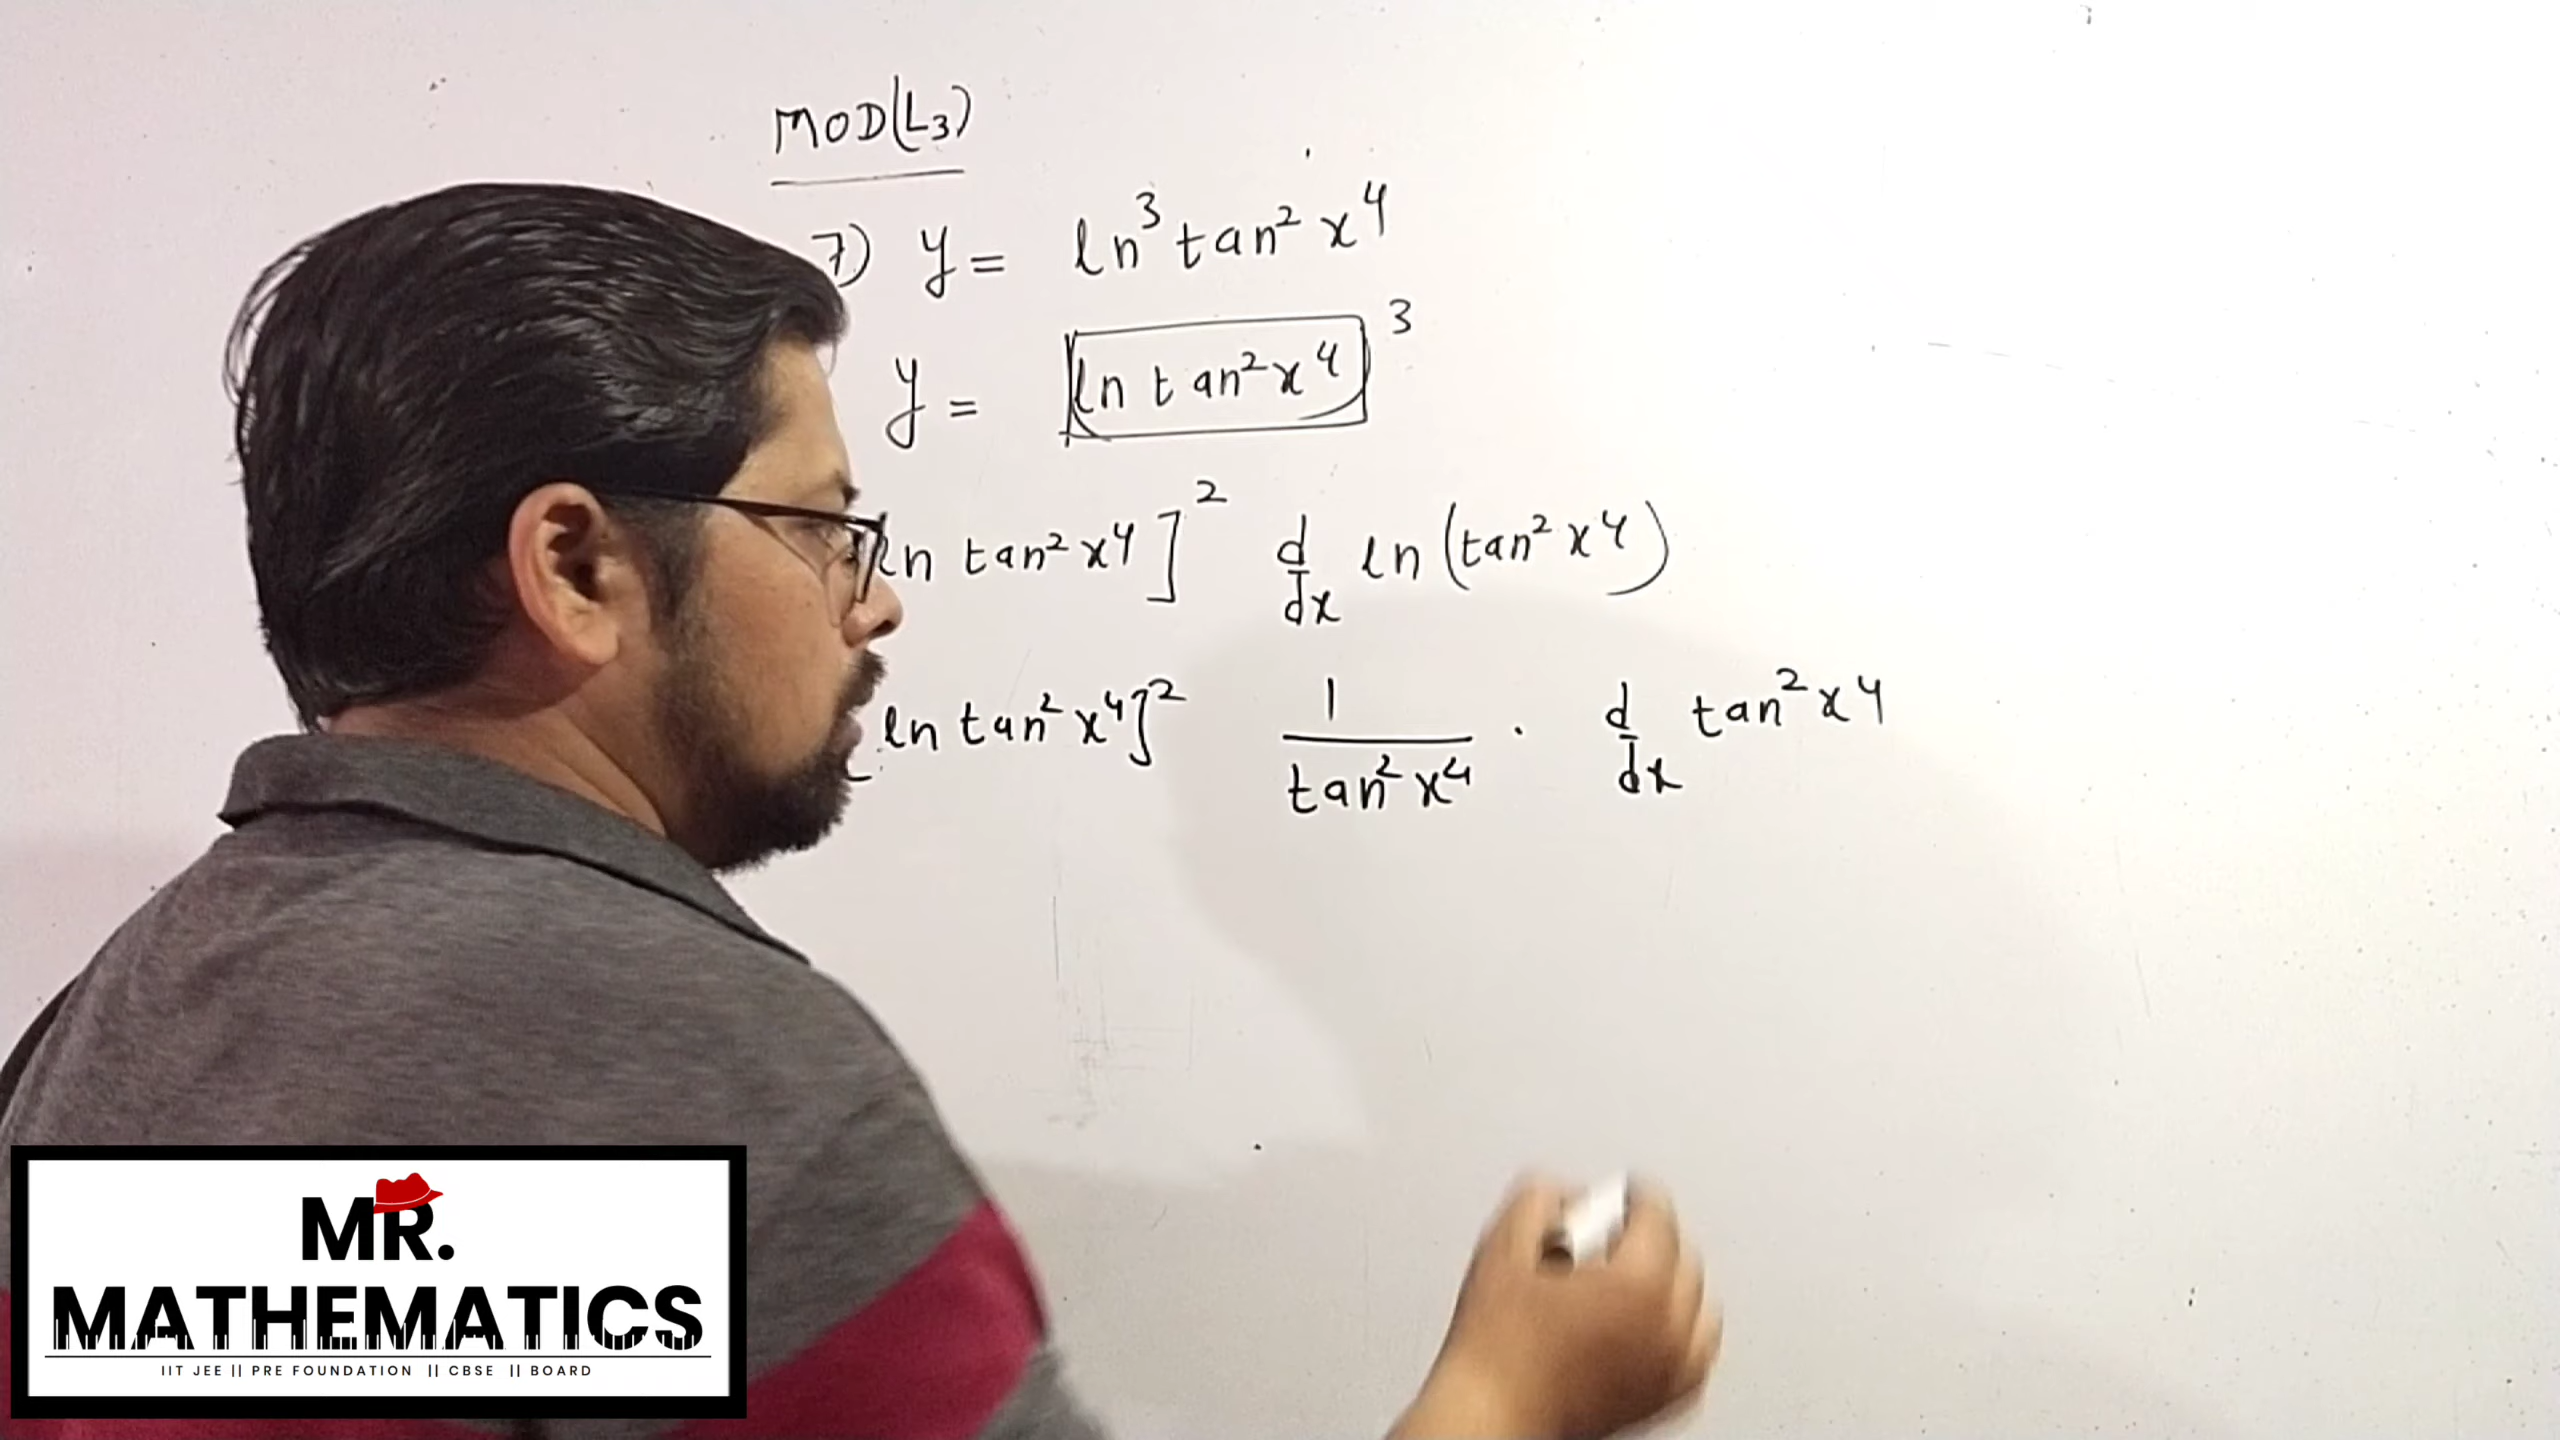 MOD(L3)
7) y = ln³ tan² x⁴
y = (ln tan² x⁴)³
ln tan² x⁴]² d/dx ln (tan² x⁴)
[ln tan² x⁴]² 1/tan² x⁴ · d/dx tan² x⁴
MR.
MATHEMATICS
IIT JEE || PRE FOUNDATION || CBSE || BOARD